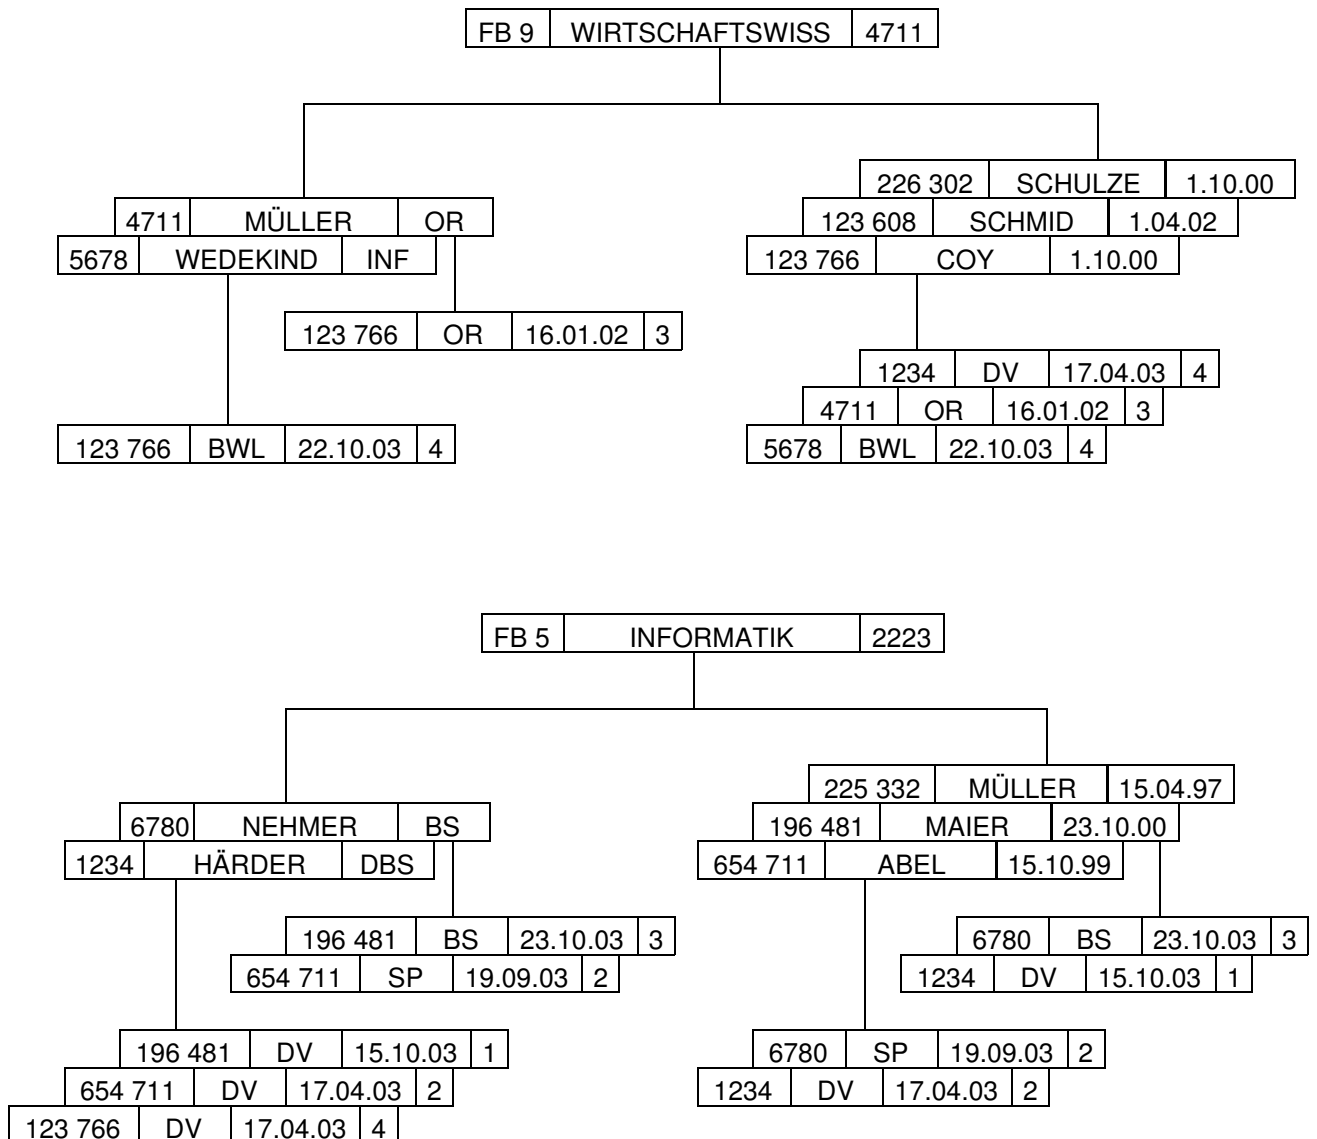 FB 9 WIRTSCHAFTSWISS 4711
226 302 SCHULZE 1.10.00
4711 MÜLLER OR 123 608 SCHMID 1.04.02
5678 WEDEKIND INF 123 766 COY 1.10.00
123 766 OR 16.01.02 3
1234 DV 17.04.03 4
4711 OR 16.01.02 3
123 766 BWL 22.10.03 4 5678 BWL 22.10.03 4
FB 5 INFORMATIK 2223
225 332 MÜLLER 15.04.97
6780 NEHMER BS 196 481 MAIER 23.10.00
1234 HÄRDER DBS 654 711 ABEL 15.10.99
196 481 BS 23.10.03 3 6780 BS 23.10.03 3
654 711 SP 19.09.03 2 1234 DV 15.10.03 1
196 481 DV 15.10.03 1 6780 SP 19.09.03 2
654 711 DV 17.04.03 2 1234 DV 17.04.03 2
123 766 DV 17.04.03 4